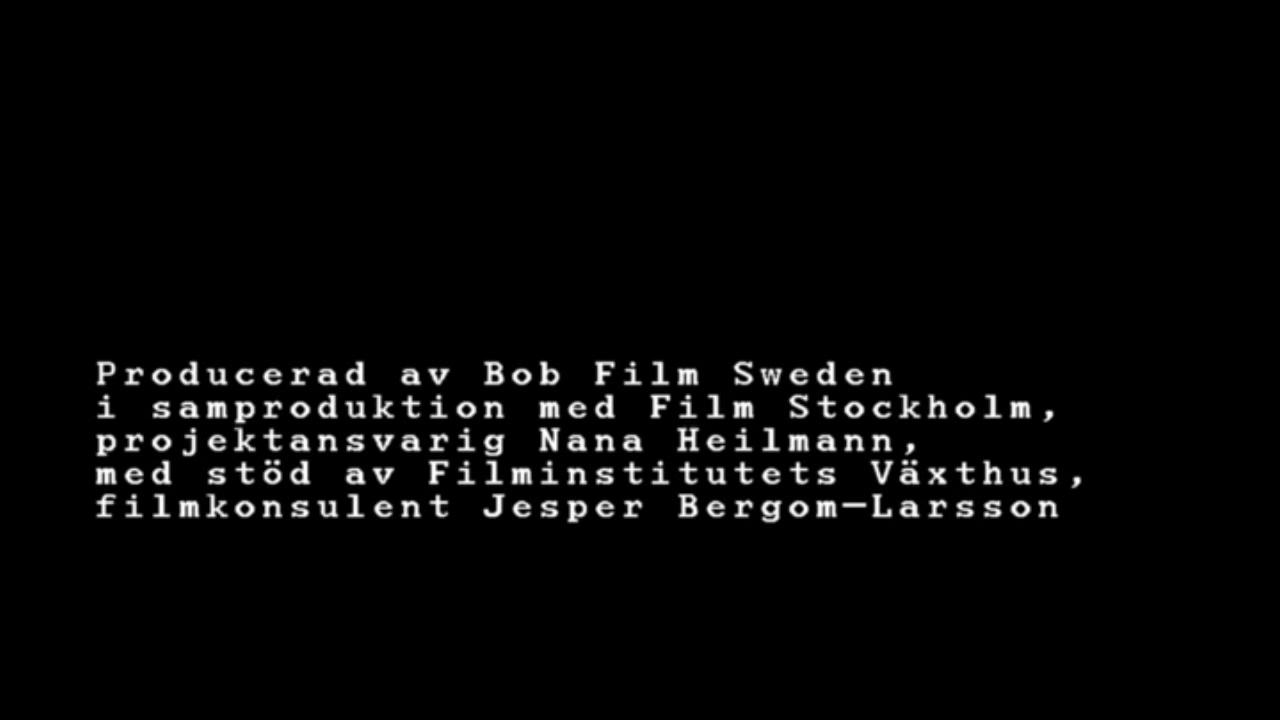 Producerad av Bob Film Sweden
i samproduktion med Film Stockholm,
projektansvarig Nana Heilmann,
med stöd av Filminstitutets Växthus,
filmkonsulent Jesper Bergom-Larsson